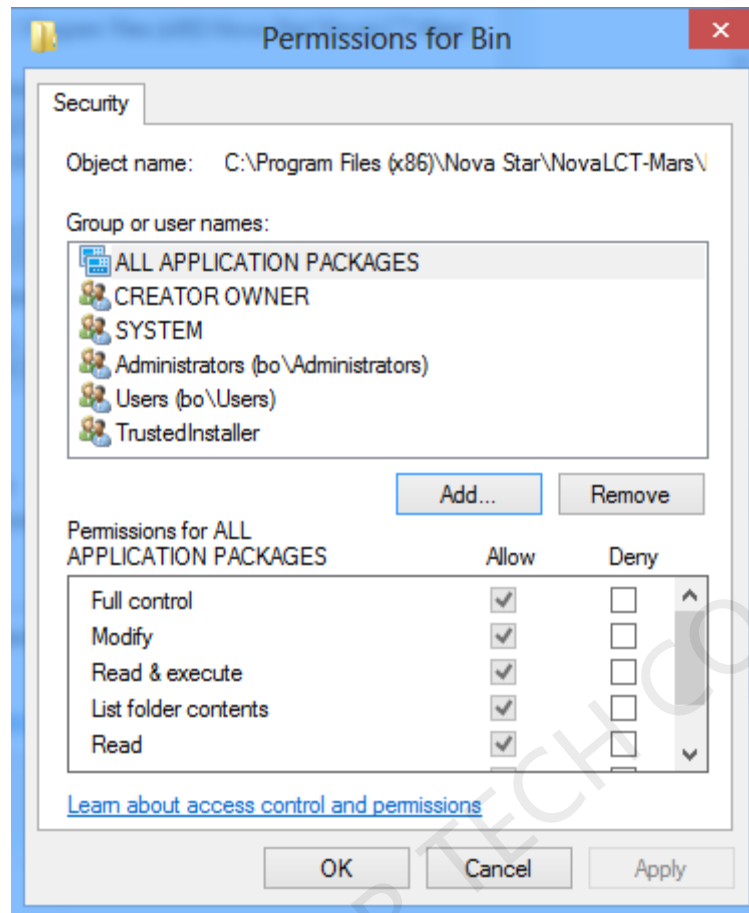 Permissions for Bin
Security
Object name: C:\Program Files (x86)\Nova Star\NovaLCT-Mars\
Group or user names:
ALL APPLICATION PACKAGES
CREATOR OWNER
SYSTEM
Administrators (bo\Administrators)
Users (bo\Users)
TrustedInstaller
Add... Remove
Permissions for ALL
APPLICATION PACKAGES Allow Deny
Full control
Modify
Read & execute
List folder contents
Read
Learn about access control and permissions
OK Cancel Apply
TECH CO